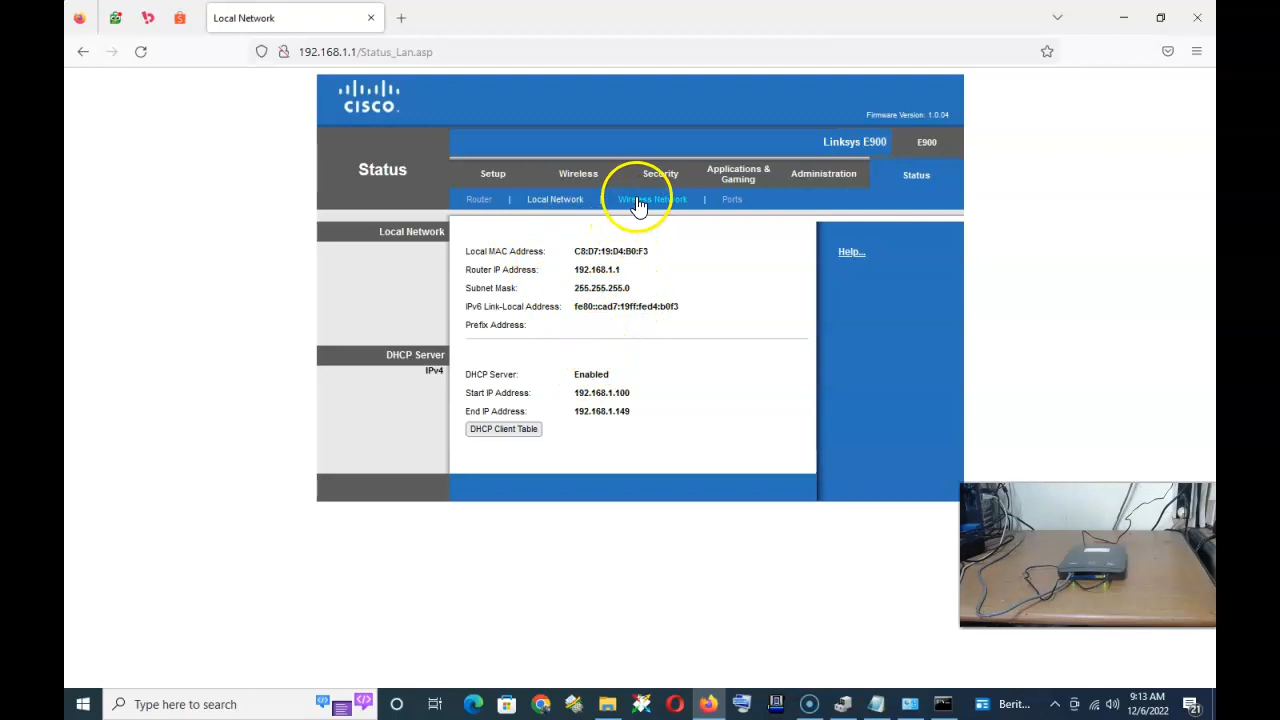 Local Network
192.168.1.1/Status_Lan.asp
CISCO.
Firmware Version: 1.0.04
Linksys E900
E900
Status
Setup
Wireless
Security
Applications &
Gaming
Administration
Status
Router | Local Network | Wireless Network | Ports
Local Network
Local MAC Address: C8:D7:19:D4:B0:F3
Router IP Address: 192.168.1.1
Subnet Mask: 255.255.255.0
IPv6 Link-Local Address: fe80::cad7:19ff:fed4:b0f3
Prefix Address:
Help...
DHCP Server
IPv4
DHCP Server: Enabled
Start IP Address: 192.168.1.100
End IP Address: 192.168.1.149
DHCP Client Table
Type here to search
Berit...
9:13 AM
12/6/2022
21